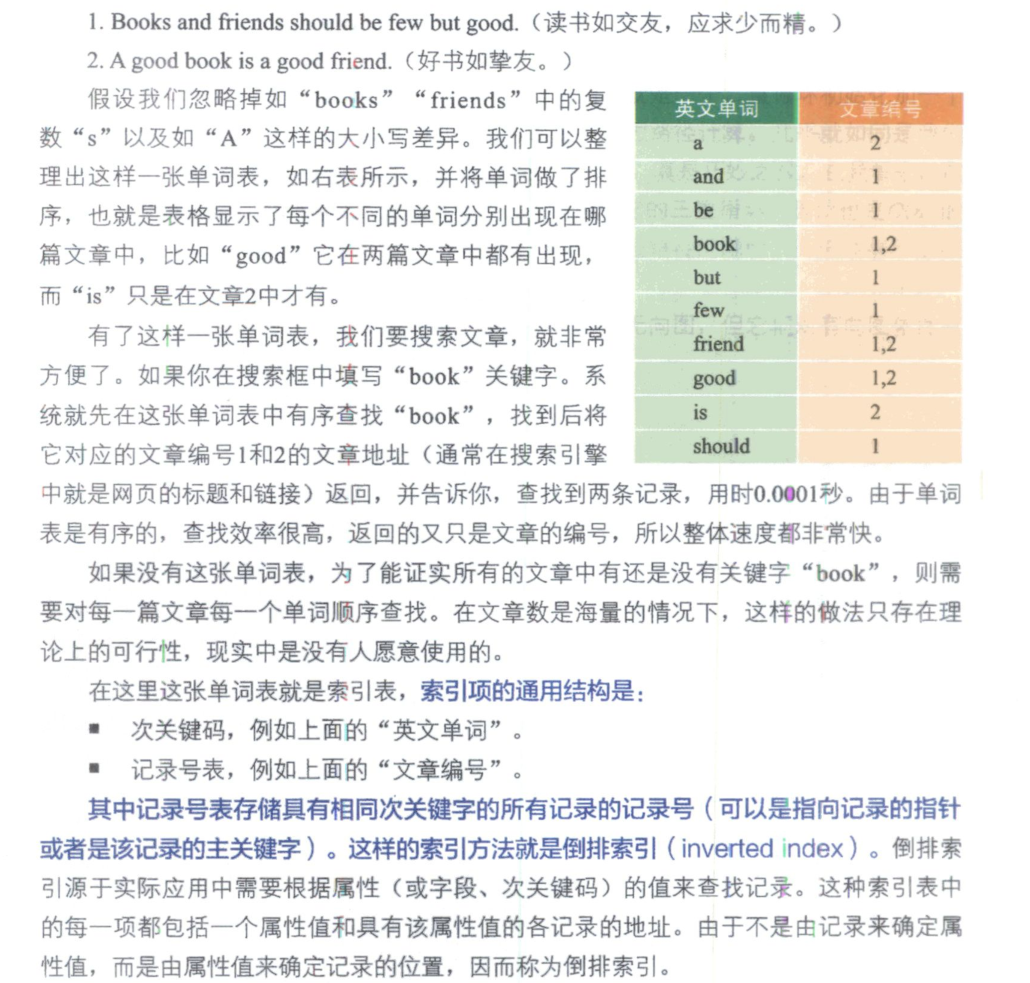 1. Books and friends should be few but good.（读书如交友，应求少而精。）
2. A good book is a good friend.（好书如挚友。）
假设我们忽略掉如“books”“friends”中的复
数“s”以及如“A”这样的大小写差异。我们可以整
理出这样一张单词表，如右表所示，并将单词做了排
序，也就是表格显示了每个不同的单词分别出现在哪
篇文章中，比如“good”它在两篇文章中都有出现，
而“is”只是在文章2中才有。
有了这样一张单词表，我们要搜索文章，就非常
方便了。如果你在搜索框中填写“book”关键字。系
统就先在这张单词表中有序查找“book”，找到后将
它对应的文章编号1和2的文章地址（通常在搜索引擎
英文单词 文章编号
a 2
and 1
be 1
book 1,2
but 1
few 1
friend 1,2
good 1,2
is 2
should 1
中就是网页的标题和链接）返回，并告诉你，查找到两条记录，用时0.0001秒。由于单词
表是有序的，查找效率很高，返回的又只是文章的编号，所以整体速度都非常快。
如果没有这张单词表，为了能证实所有的文章中有还是没有关键字“book”，则需
要对每一篇文章每一个单词顺序查找。在文章数是海量的情况下，这样的做法只存在理
论上的可行性，现实中是没有人愿意使用的。
在这里这张单词表就是索引表，索引项的通用结构是：
■ 次关键码，例如上面的“英文单词”。
■ 记录号表，例如上面的“文章编号”。
其中记录号表存储具有相同次关键字的所有记录的记录号（可以是指向记录的指针
或者是该记录的主关键字）。这样的索引方法就是倒排索引（inverted index）。倒排索
引源于实际应用中需要根据属性（或字段、次关键码）的值来查找记录。这种索引表中
的每一项都包括一个属性值和具有该属性值的各记录的地址。由于不是由记录来确定属
性值，而是由属性值来确定记录的位置，因而称为倒排索引。